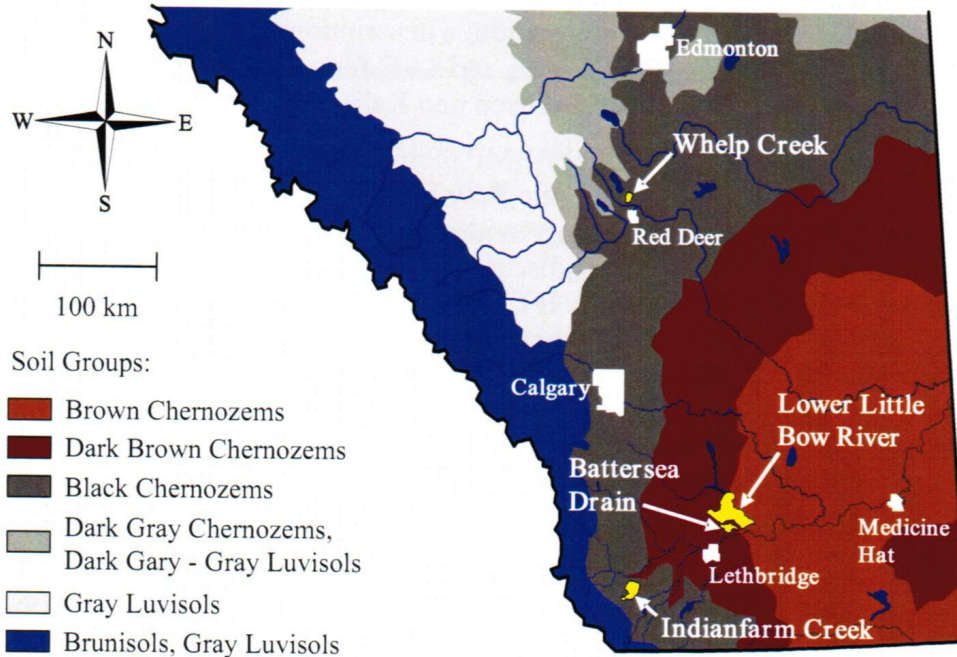 N
W
E
S
100 km
Soil Groups:
Brown Chernozems
Dark Brown Chernozems
Black Chernozems
Dark Gray Chernozems,
Dark Gary - Gray Luvisols
Gray Luvisols
Brunisols, Gray Luvisols
Edmonton
Whelp Creek
Red Deer
Calgary
Lower Little
Bow River
Battersea
Drain
Medicine
Hat
Lethbridge
Indianfarm Creek